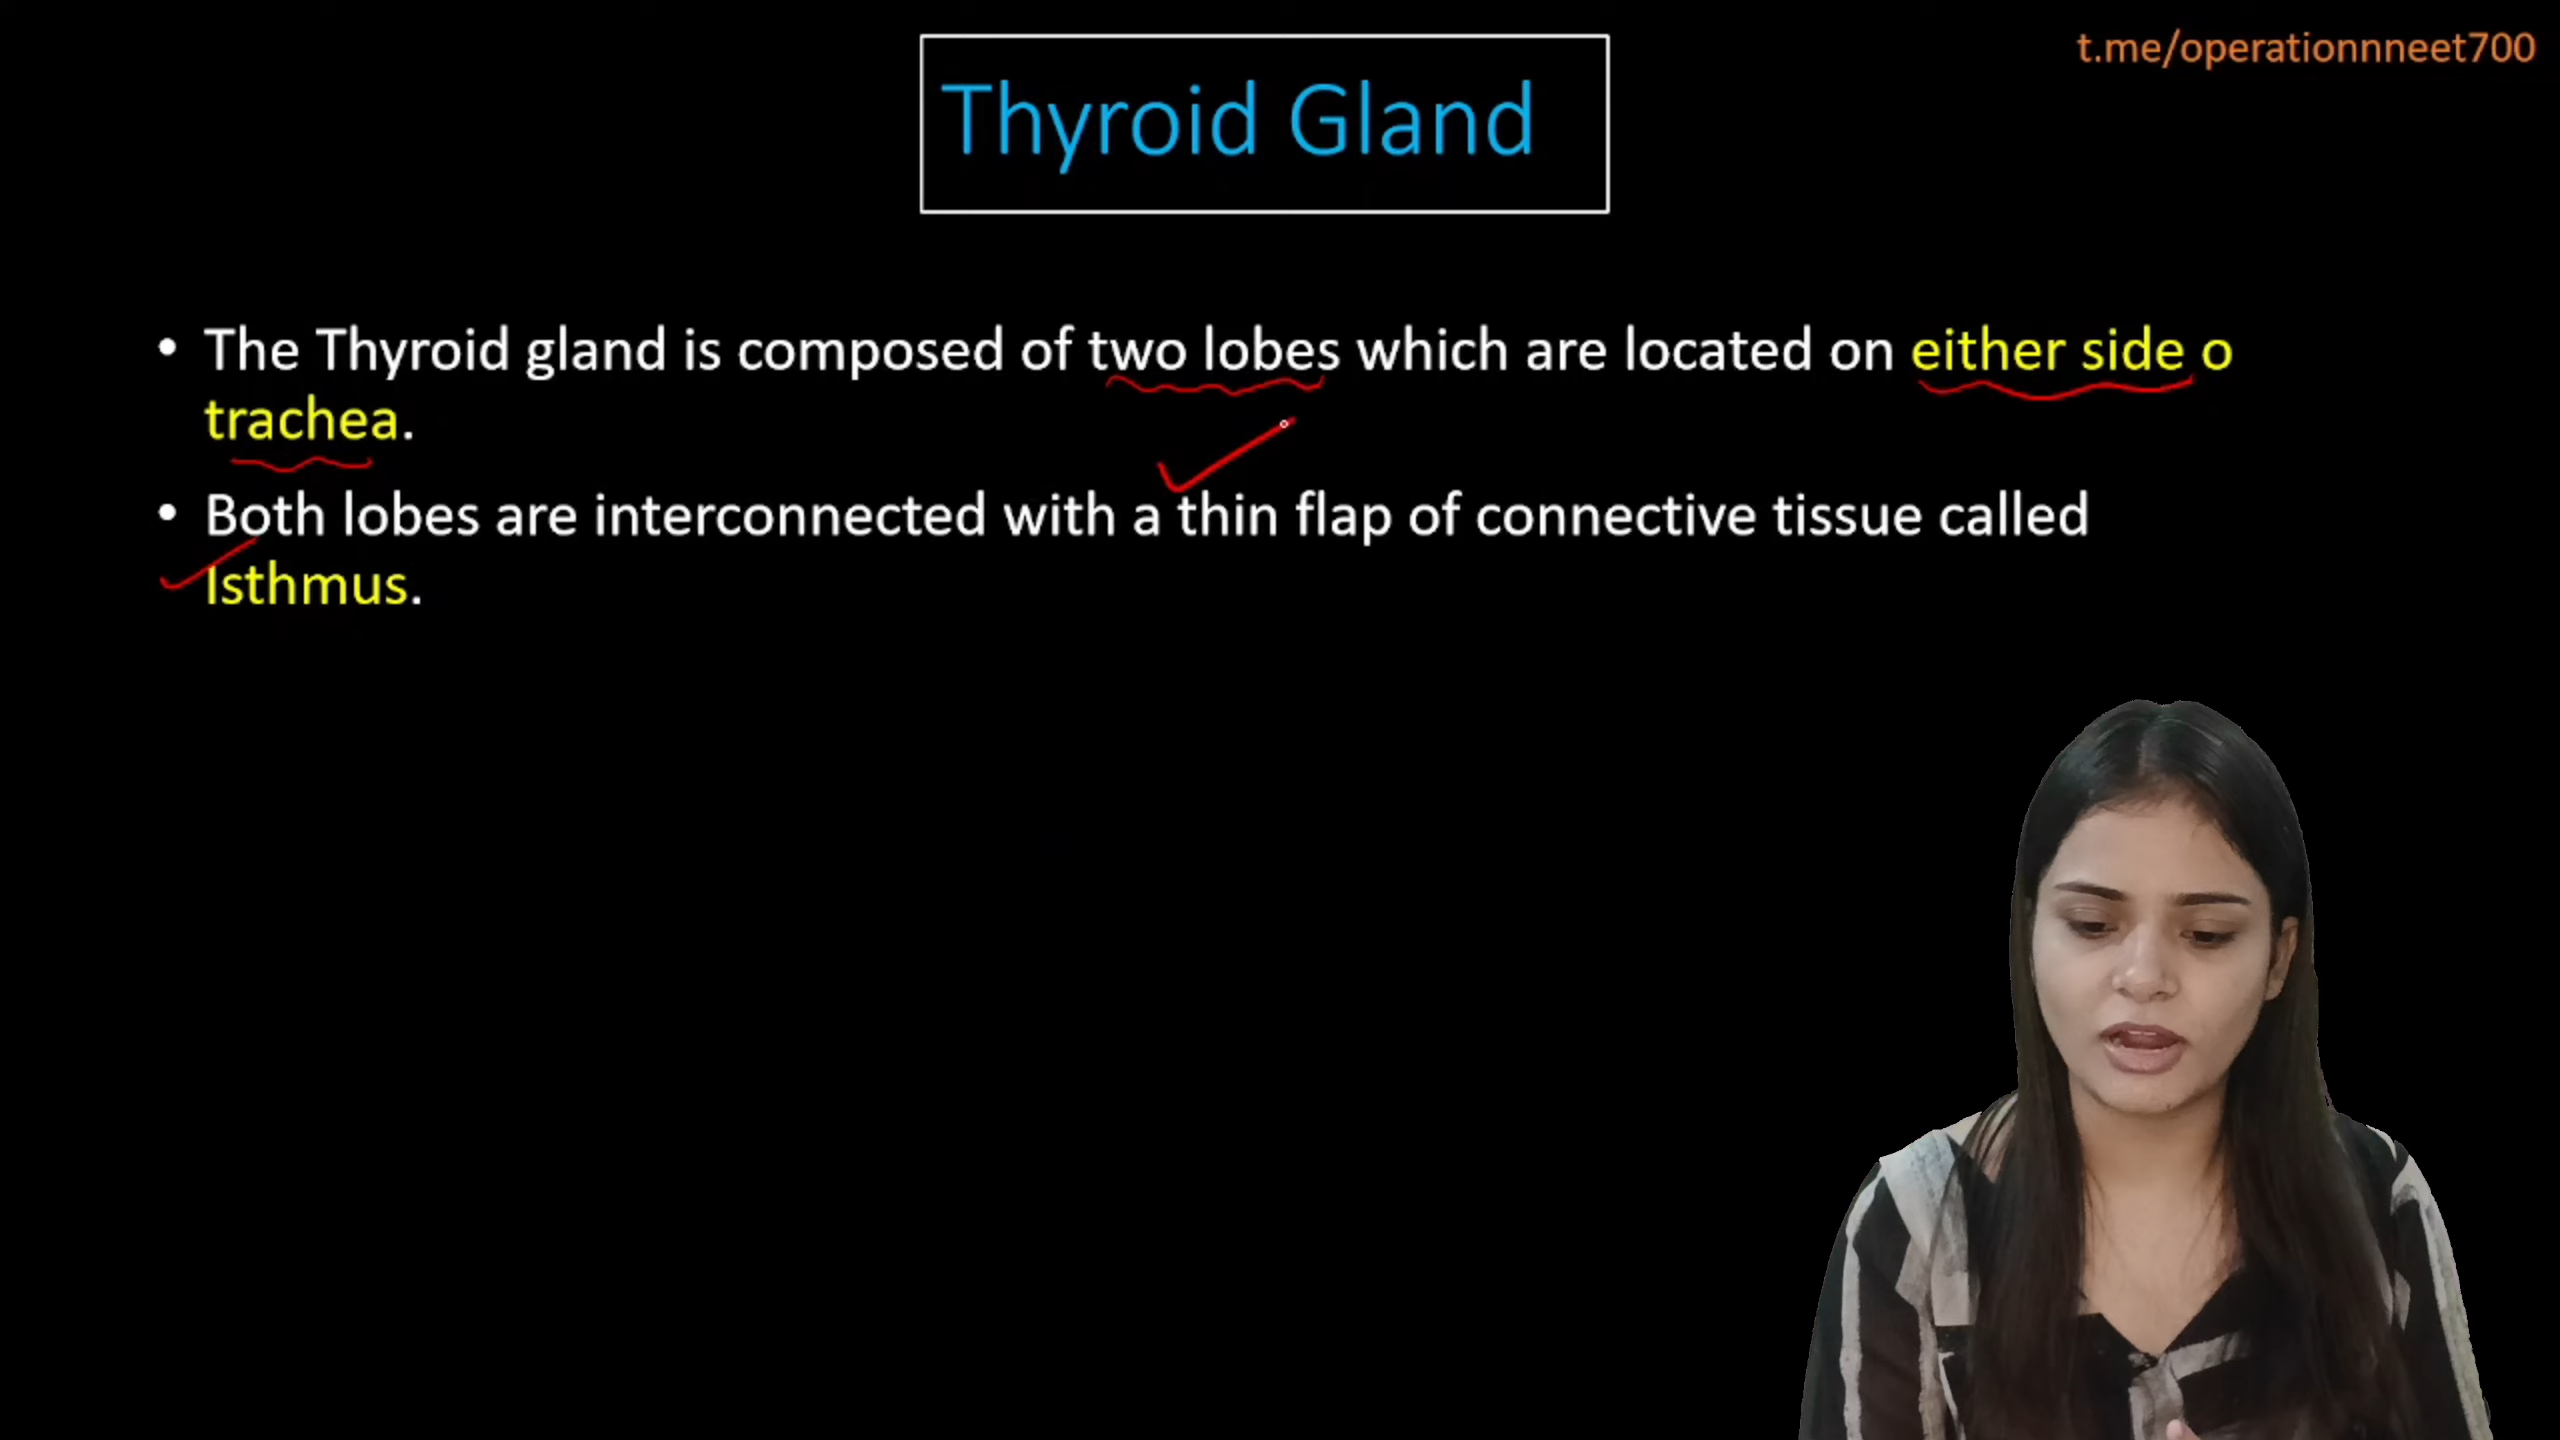 t.me/operationnneet700
Thyroid Gland
• The Thyroid gland is composed of two lobes which are located on either side o
trachea.
• Both lobes are interconnected with a thin flap of connective tissue called
Isthmus.